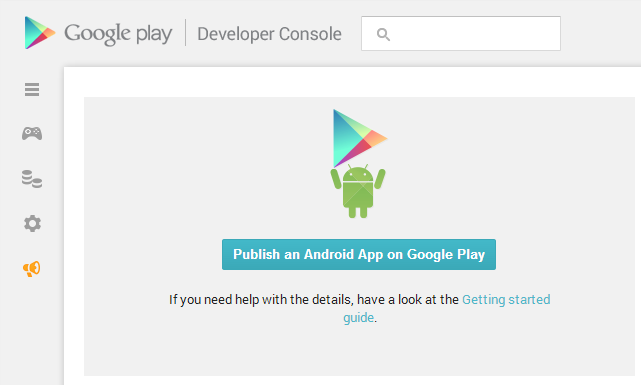 Google play Developer Console
Publish an Android App on Google Play
If you need help with the details, have a look at the Getting started
guide.